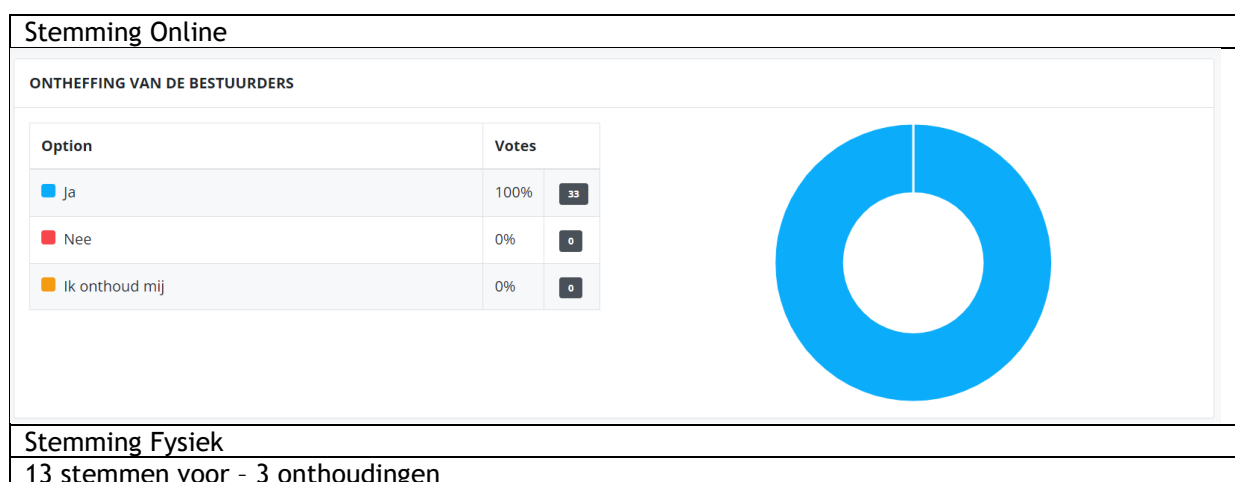 Stemming Online
ONTHEFFING VAN DE BESTUURDERS
Option Votes
Ja 100% 33
Nee 0% 0
Ik onthoud mij 0% 0
Stemming Fysiek
13 stemmen voor – 3 onthoudingen